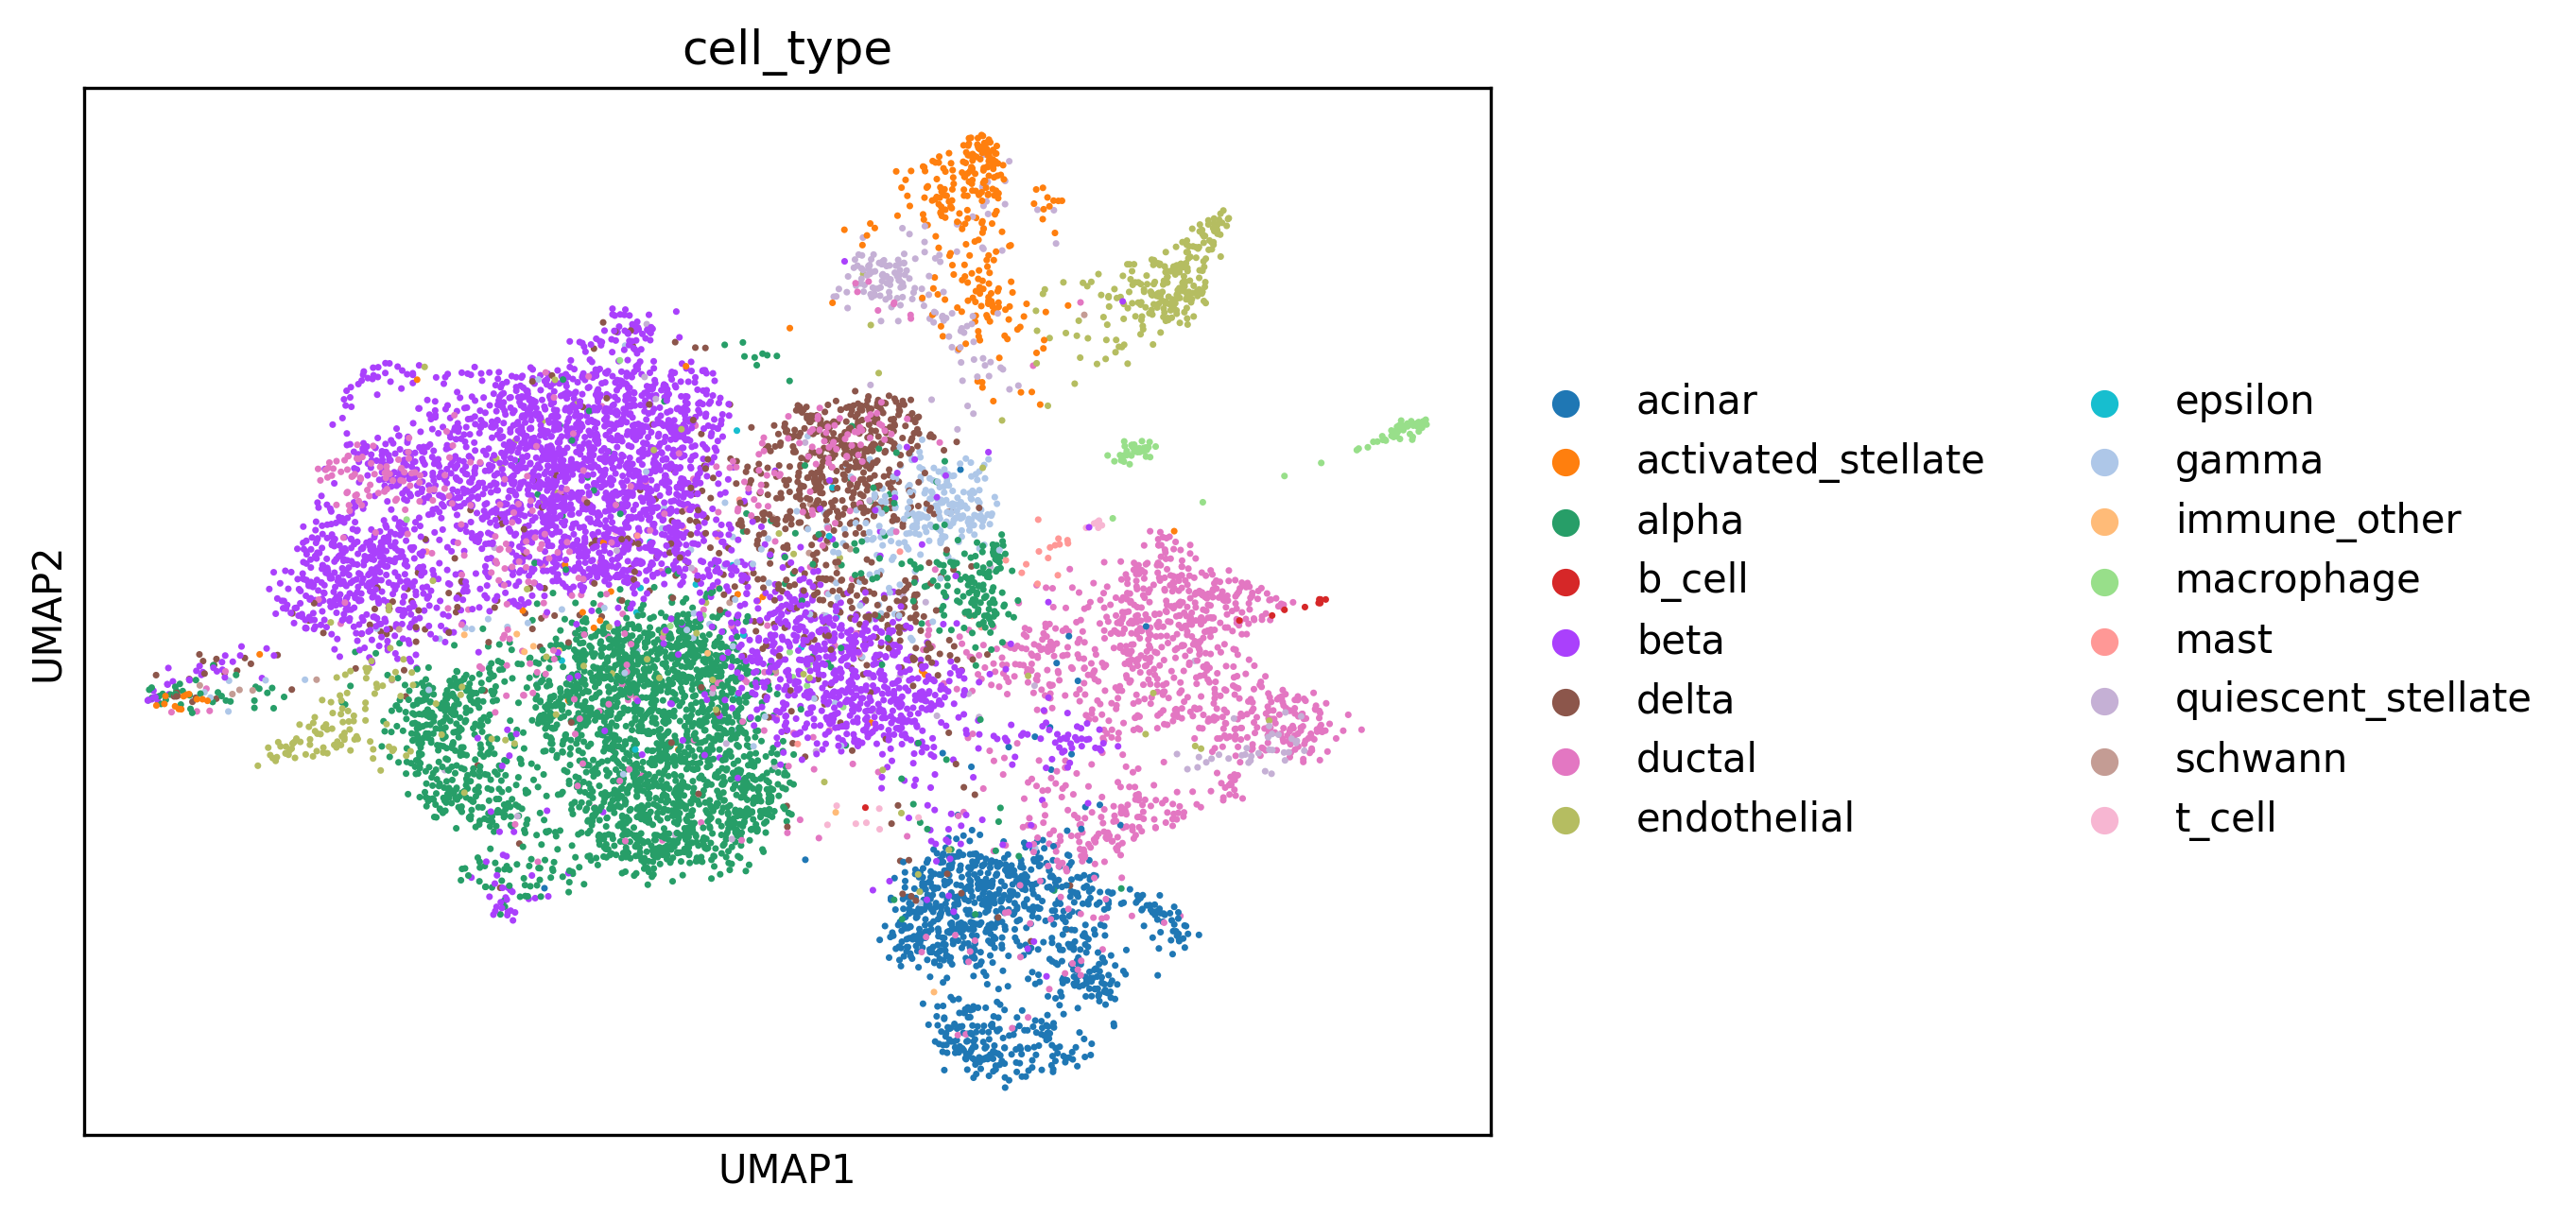 cell_type
UMAP2
UMAP1
acinar
activated_stellate
alpha
b_cell
beta
delta
ductal
endothelial
epsilon
gamma
immune_other
macrophage
mast
quiescent_stellate
schwann
t_cell